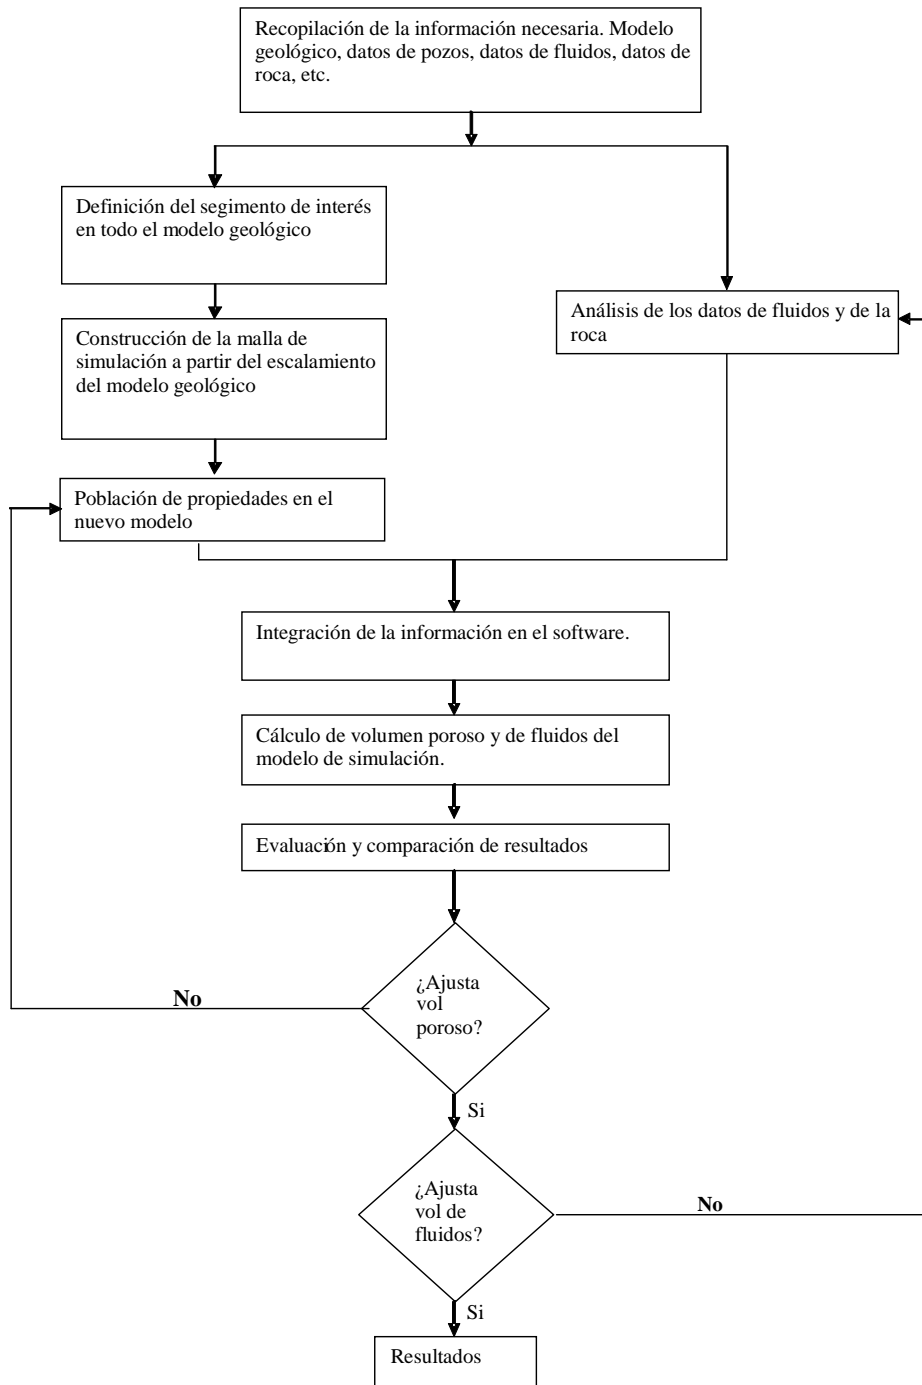 Recopilación de la información necesaria. Modelo
geológico, datos de pozos, datos de fluidos, datos de
roca, etc.
Definición del segimento de interés
en todo el modelo geológico
Construcción de la malla de
simulación a partir del escalamiento
del modelo geológico
Análisis de los datos de fluidos y de la
roca
Población de propiedades en el
nuevo modelo
Integración de la información en el software.
Cálculo de volumen poroso y de fluidos del
modelo de simulación.
Evaluación y comparación de resultados
¿Ajusta
vol
poroso?
No
Si
¿Ajusta
vol de
fluidos?
No
Si
Resultados